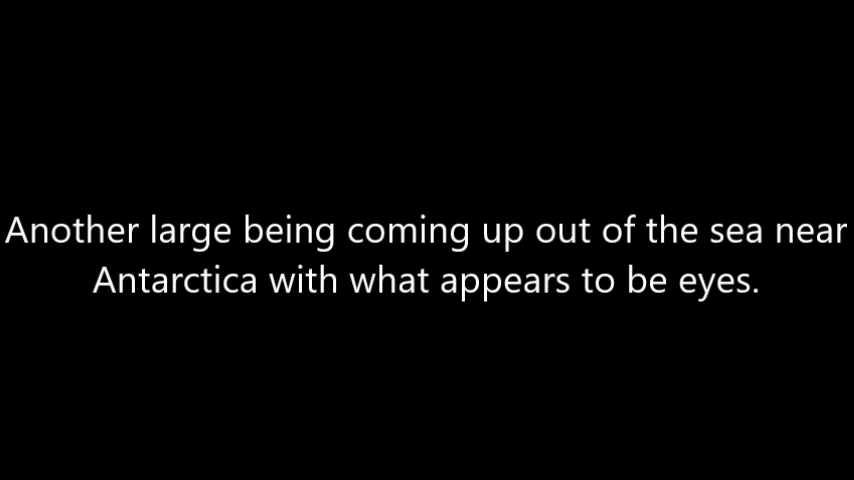 Another large being coming up out of the sea near
Antarctica with what appears to be eyes.